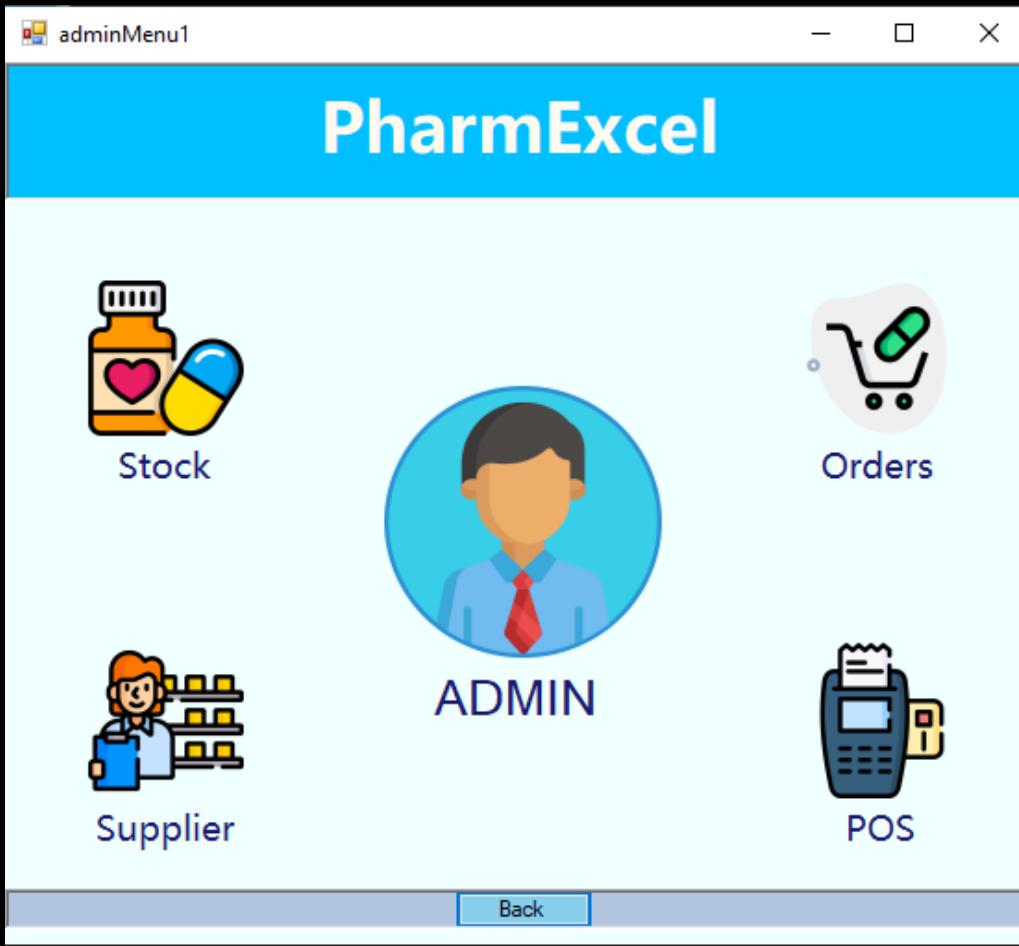 adminMenu1
PharmExcel
Stock
Orders
ADMIN
Supplier
POS
Back